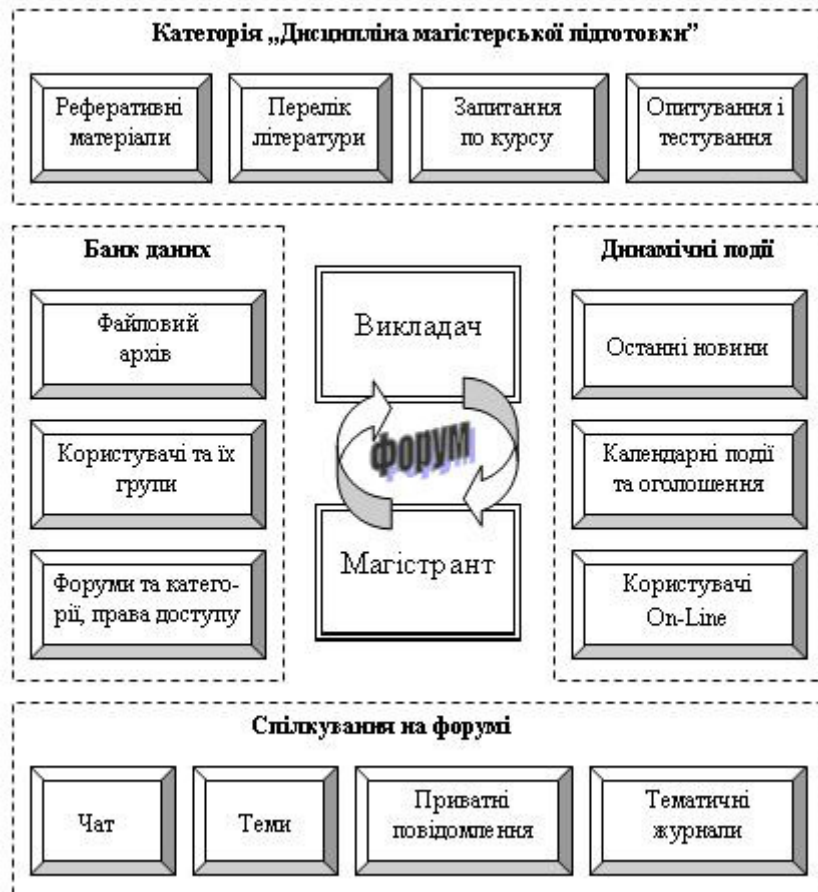 Категорія „Дисципліна магістерської підготовки”
Реферативні
матеріали
Перелік
літератури
Запитання
по курсу
Опитування і
тестування
Банк даних
Файловий
архів
Користувачі та їх
групи
Форуми та катего-
рії, права доступу
Викладач
форум
Магістрант
Динамічні події
Останні новини
Календарні події
та оголошення
Користувачі
On-Line
Спілкування на форумі
Чат
Теми
Приватні
повідомлення
Тематичні
журнали